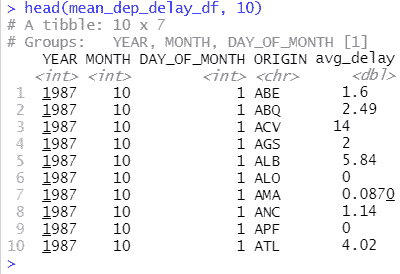 > head(mean_dep_delay_df, 10)
# A tibble: 10 x 7
# Groups:   YEAR, MONTH, DAY_OF_MONTH [1]
    YEAR MONTH DAY_OF_MONTH ORIGIN avg_delay
   <int> <int>        <int> <chr>      <dbl>
 1  1987    10            1 ABE       1.6
 2  1987    10            1 ABQ       2.49
 3  1987    10            1 ACV      14
 4  1987    10            1 AGS       2
 5  1987    10            1 ALB       5.84
 6  1987    10            1 ALO       0
 7  1987    10            1 AMA       0.0870
 8  1987    10            1 ANC       1.14
 9  1987    10            1 APF       0
10  1987    10            1 ATL       4.02
>